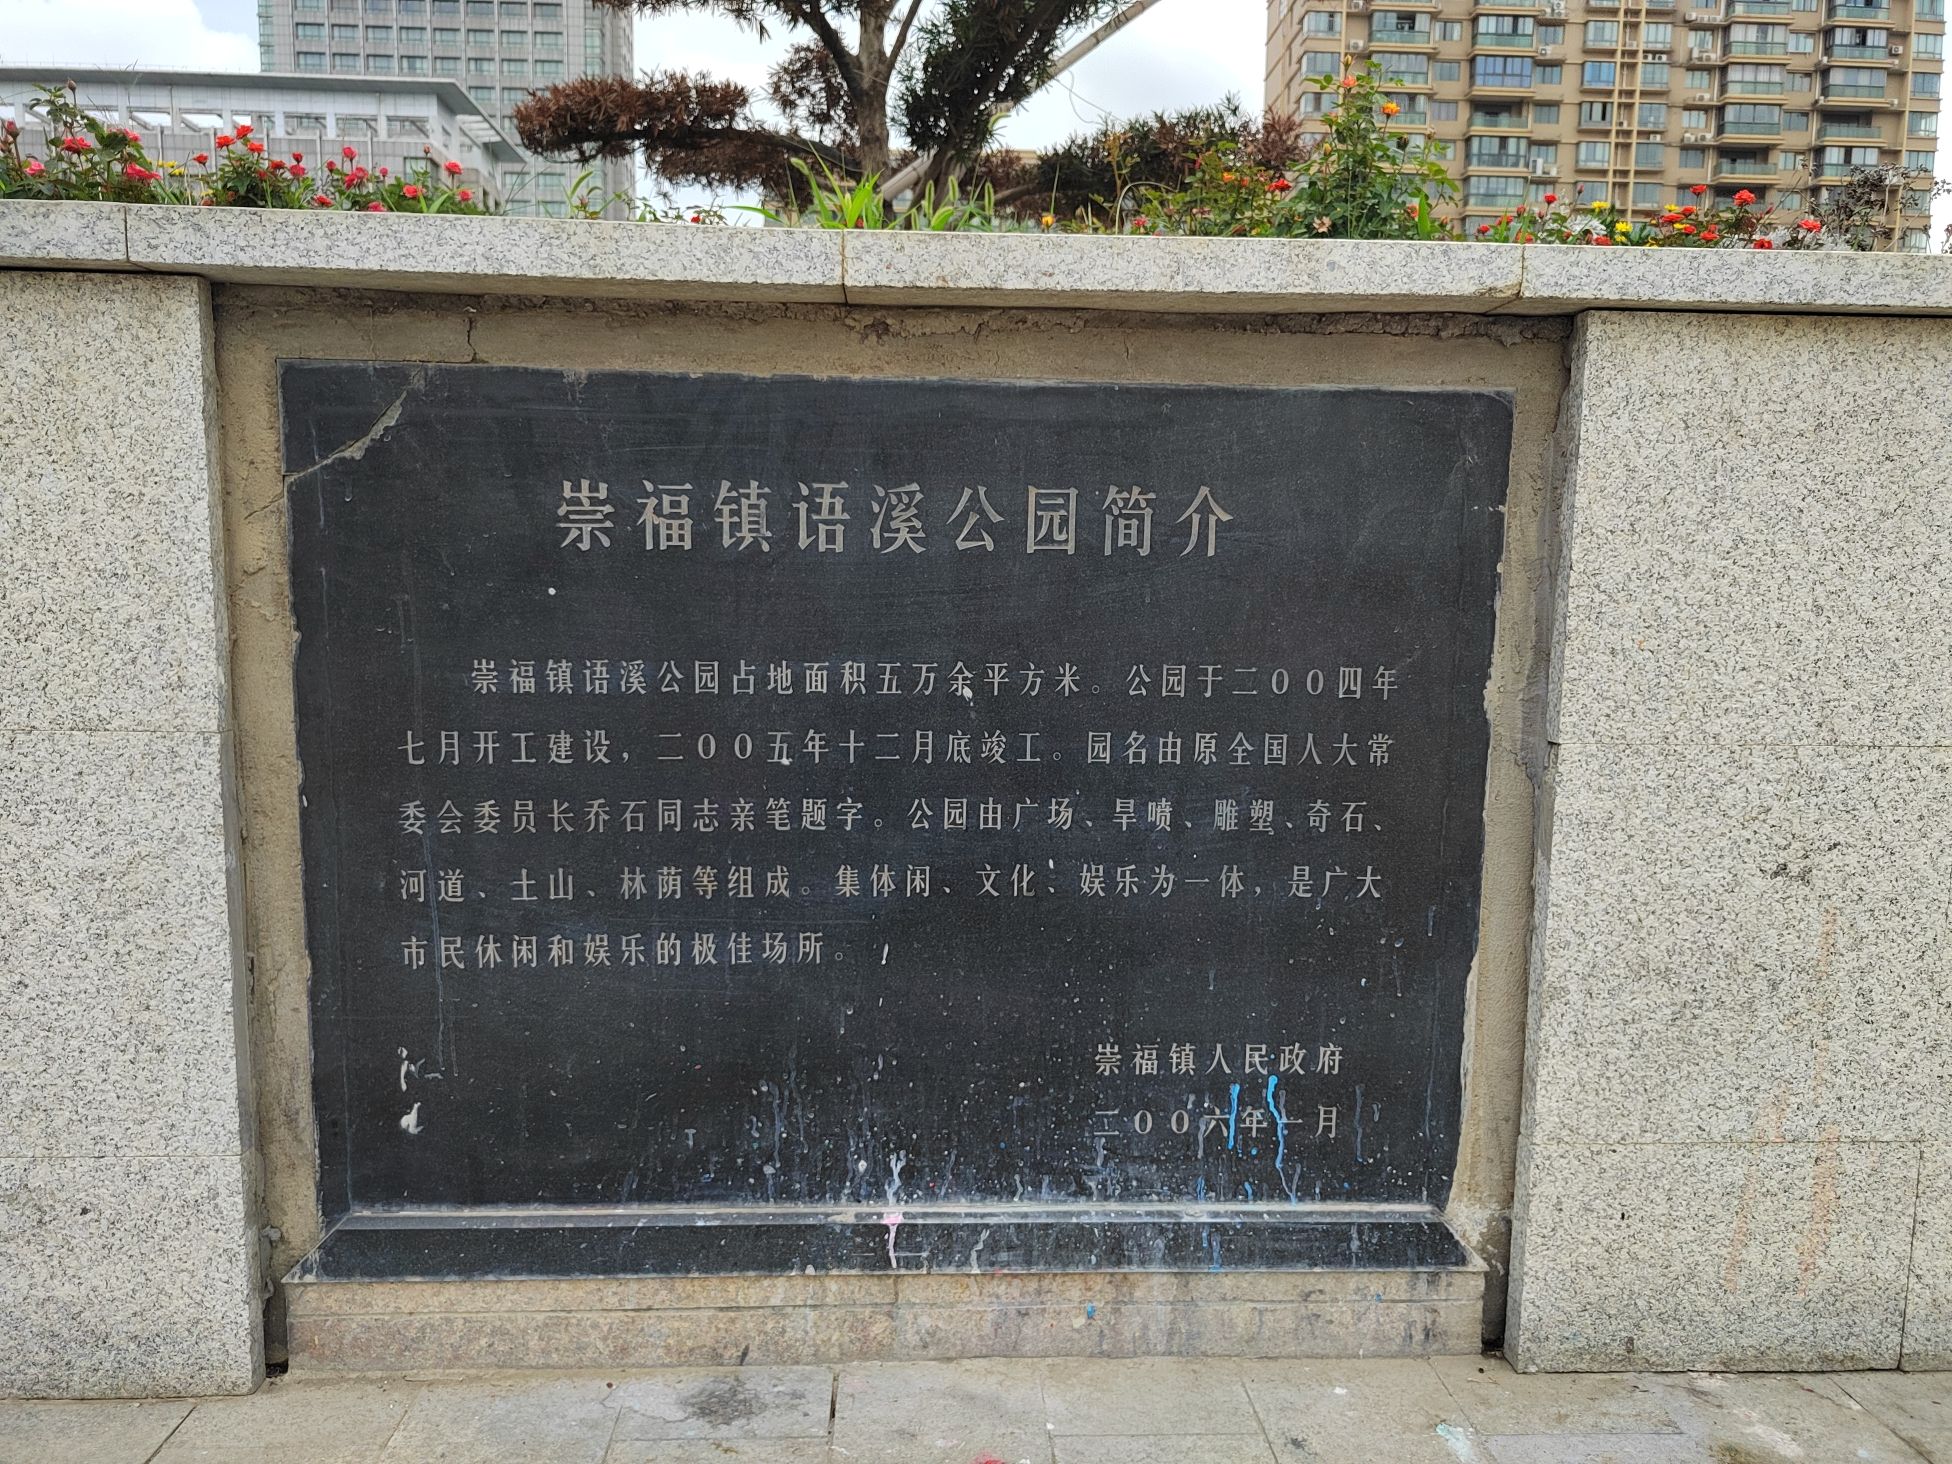 崇福镇语溪公园简介
崇福镇语溪公园占地面积五万余平方米。公园于二〇〇四年
七月开工建设，二〇〇五年十二月底竣工。园名由原全国人大常
委会委员长乔石同志亲笔题字。公园由广场、旱喷、雕塑、奇石、
河道、土山、林荫等组成。集休闲、文化、娱乐为一体，是广大
市民休闲和娱乐的极佳场所。
崇福镇人民政府
二〇〇六年一月